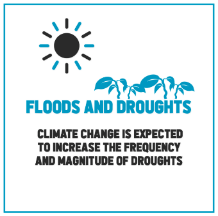 FLOODS AND DROUGHTS
CLIMATE CHANGE IS EXPECTED
TO INCREASE THE FREQUENCY
AND MAGNITUDE OF DROUGHTS